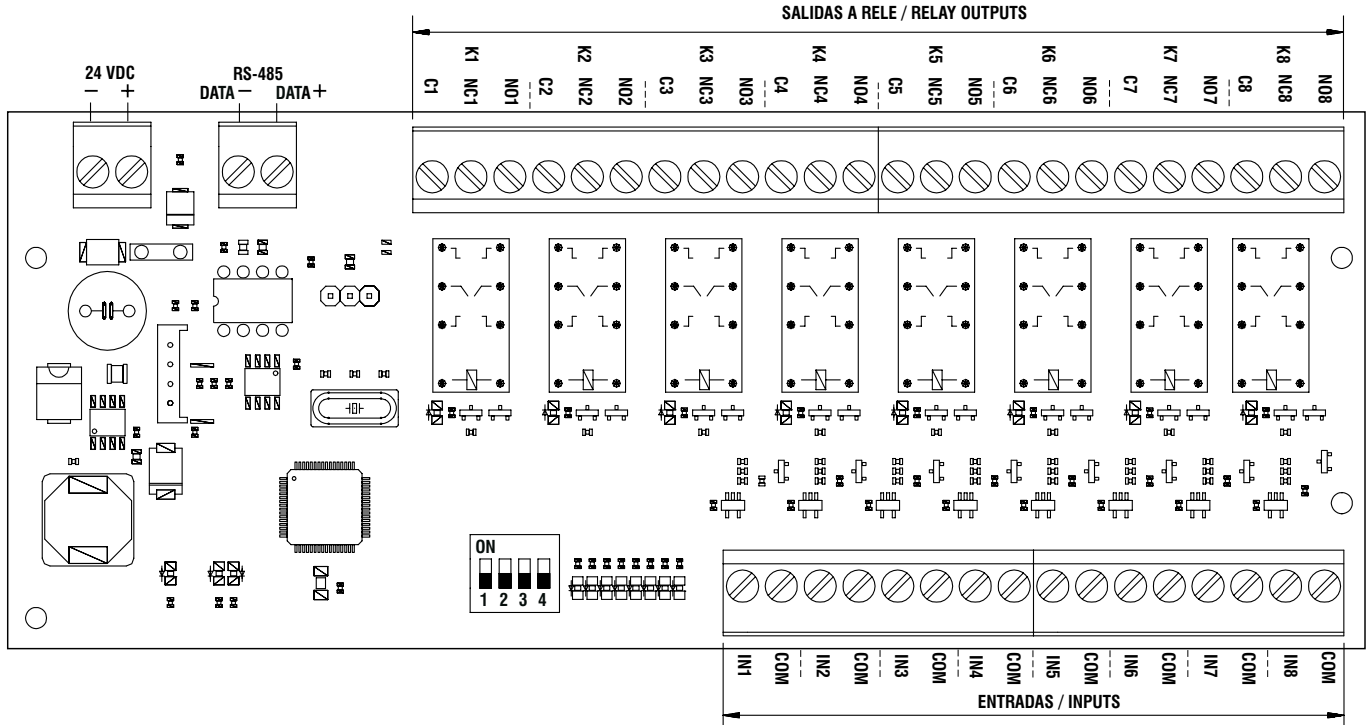 SALIDAS A RELE / RELAY OUTPUTS
K1 K2 K3 K4 K5 K6 K7 K8
24 VDC RS-485
− + DATA − DATA +
C1 NC1 NO1 C2 NC2 NO2 C3 NC3 NO3 C4 NC4 NO4 C5 NC5 NO5 C6 NC6 NO6 C7 NC7 NO7 C8 NC8 NO8
ON
1 2 3 4
IN1 COM IN2 COM IN3 COM IN4 COM IN5 COM IN6 COM IN7 COM IN8 COM
ENTRADAS / INPUTS